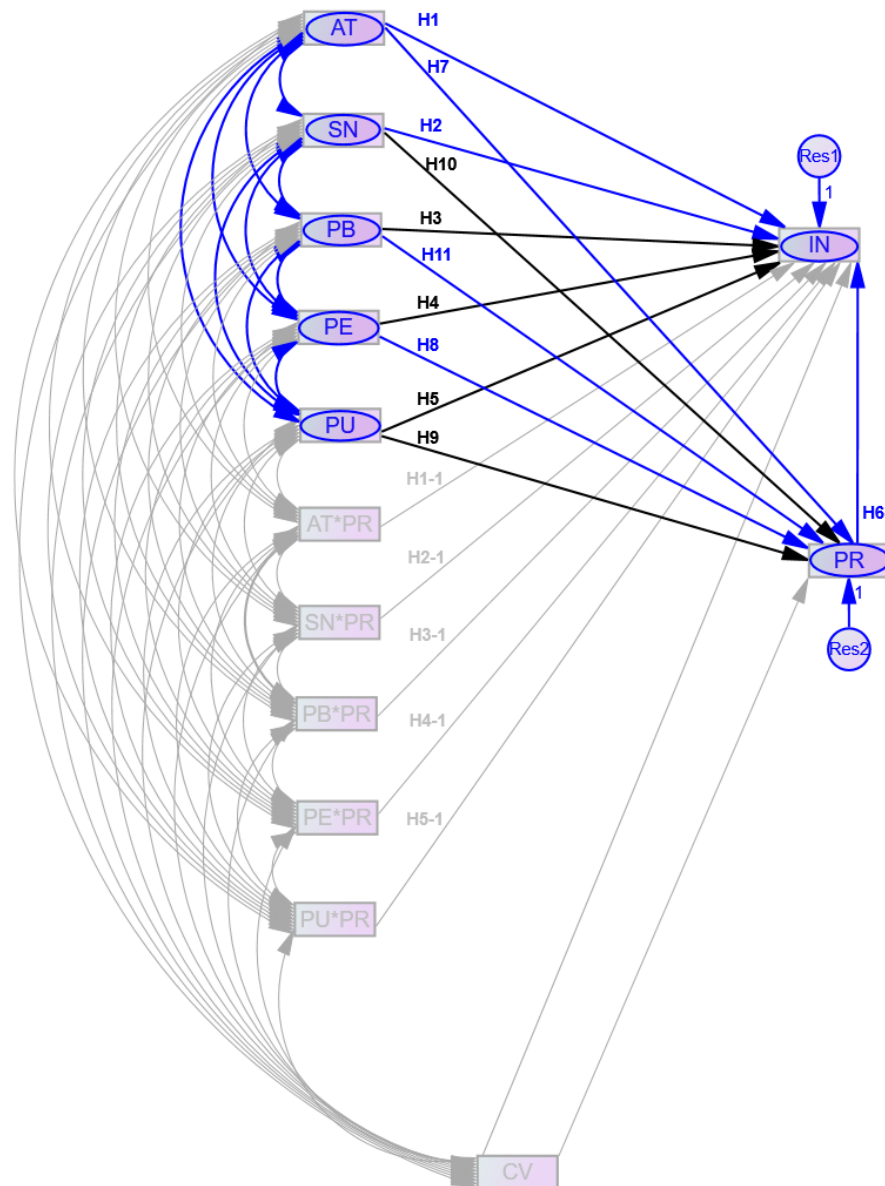 AT
H1
H7
SN
H2
H10
Res1
1
PB
H3
IN
H11
PE
H4
H8
PU
H5
H9
H1-1
AT*PR
H6
H2-1
PR
1
SN*PR
H3-1
Res2
PB*PR
H4-1
PE*PR
H5-1
PU*PR
CV